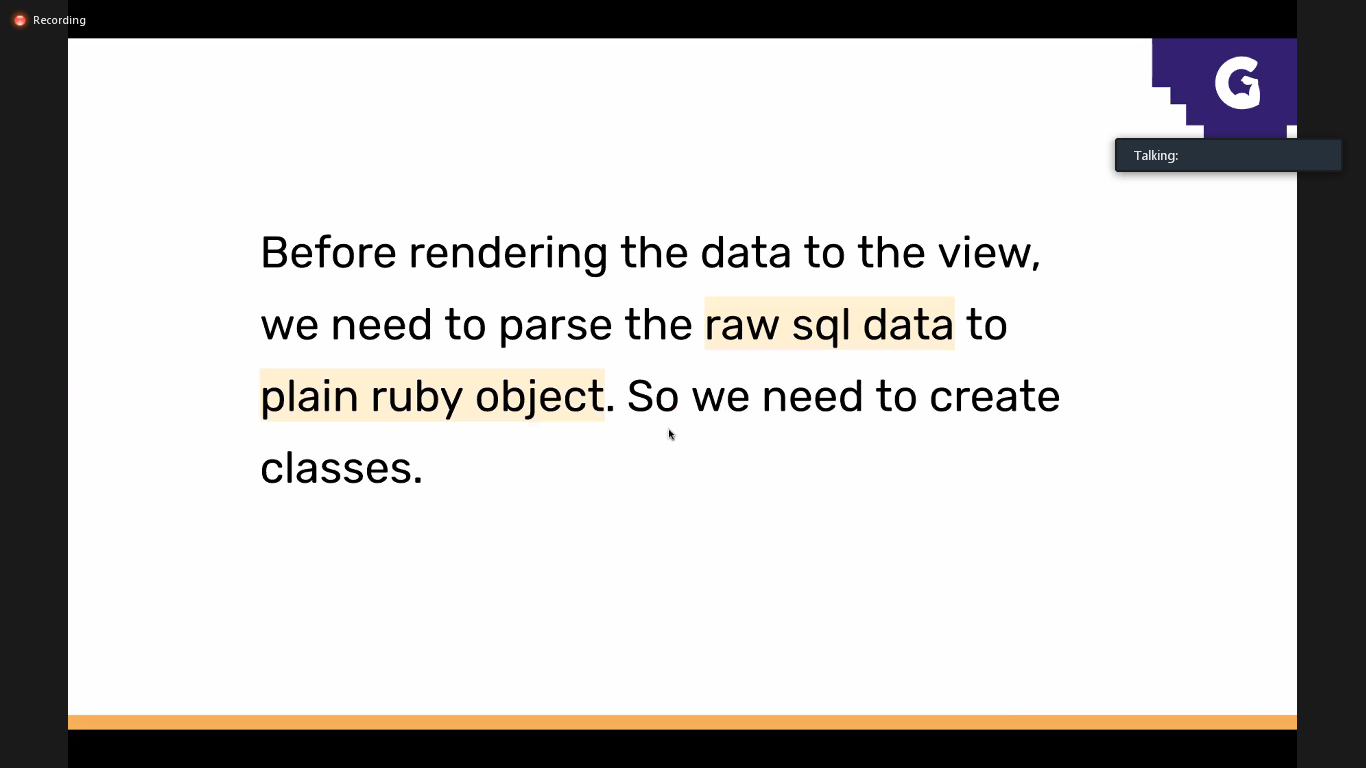 Recording
G
Talking:
Before rendering the data to the view,
we need to parse the raw sql data to
plain ruby object. So we need to create
classes.